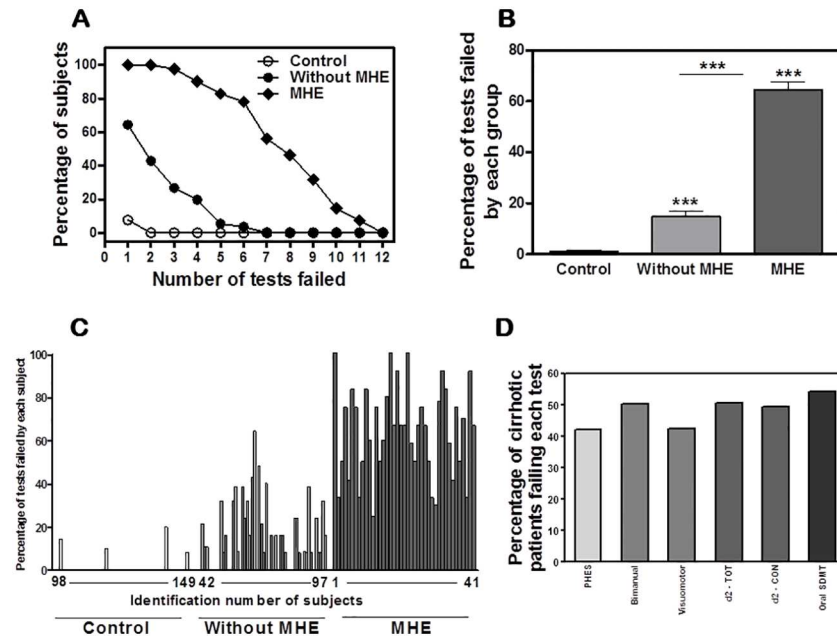 A
Percentage of subjects
100
80
60
40
20
0
Control
Without MHE
MHE
0 1 2 3 4 5 6 7 8 9 10 11 12
Number of tests failed
B
Percentage of tests failed
by each group
80
60
40
20
0
***
***
***
Control Without MHE MHE
C
Percentage of tests failed by each subject
100
80
60
40
20
0
98 149 42 97 1 41
Identification number of subjects
Control Without MHE MHE
D
Percentage of cirrhotic
patients failing each test
60
50
40
30
20
10
0
PHES
Bimanual
Visuomotor
d2 - TOT
d2 - CON
Oral SDMT